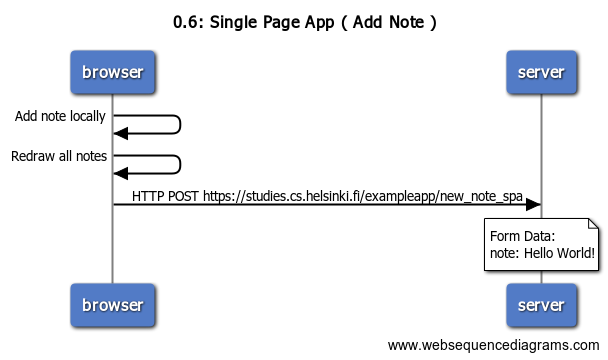 0.6: Single Page App ( Add Note )
browser
server
Add note locally
Redraw all notes
HTTP POST https://studies.cs.helsinki.fi/exampleapp/new_note_spa
Form Data:
note: Hello World!
browser
server
www.websequencediagrams.com